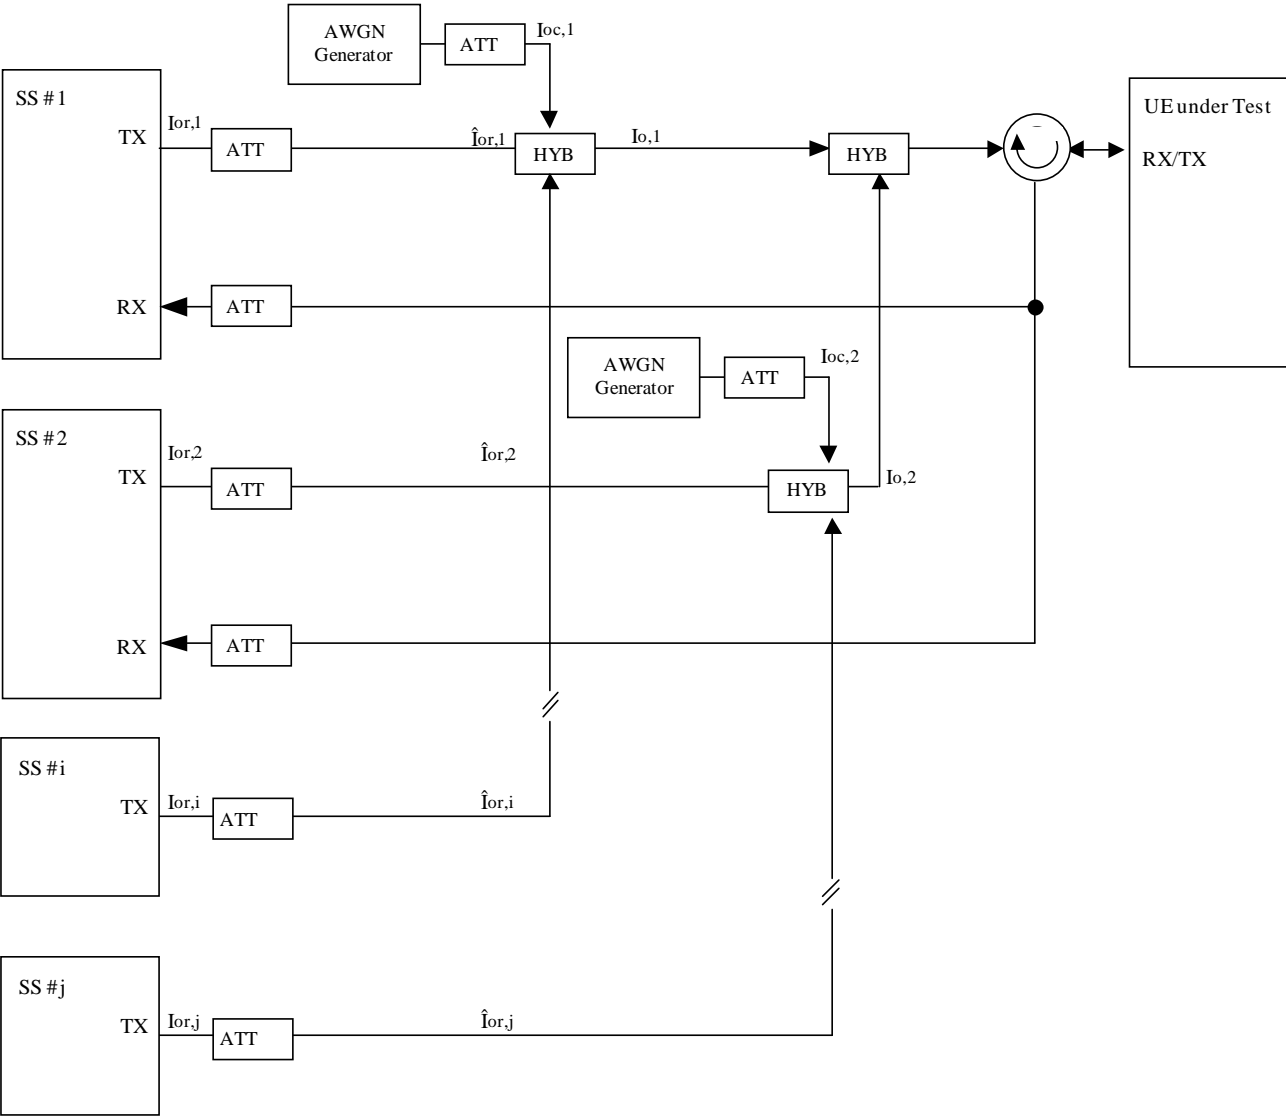 AWGN
Generator
ATT
Ioc,1
SS #1
TX
Ior,1
ATT
Îor,1
HYB
Io,1
HYB
UE under Test
RX/TX
RX
ATT
AWGN
Generator
ATT
Ioc,2
SS #2
TX
Ior,2
ATT
Îor,2
HYB
Io,2
RX
ATT
SS #i
TX
Ior,i
ATT
Îor,i
SS #j
TX
Ior,j
ATT
Îor,j